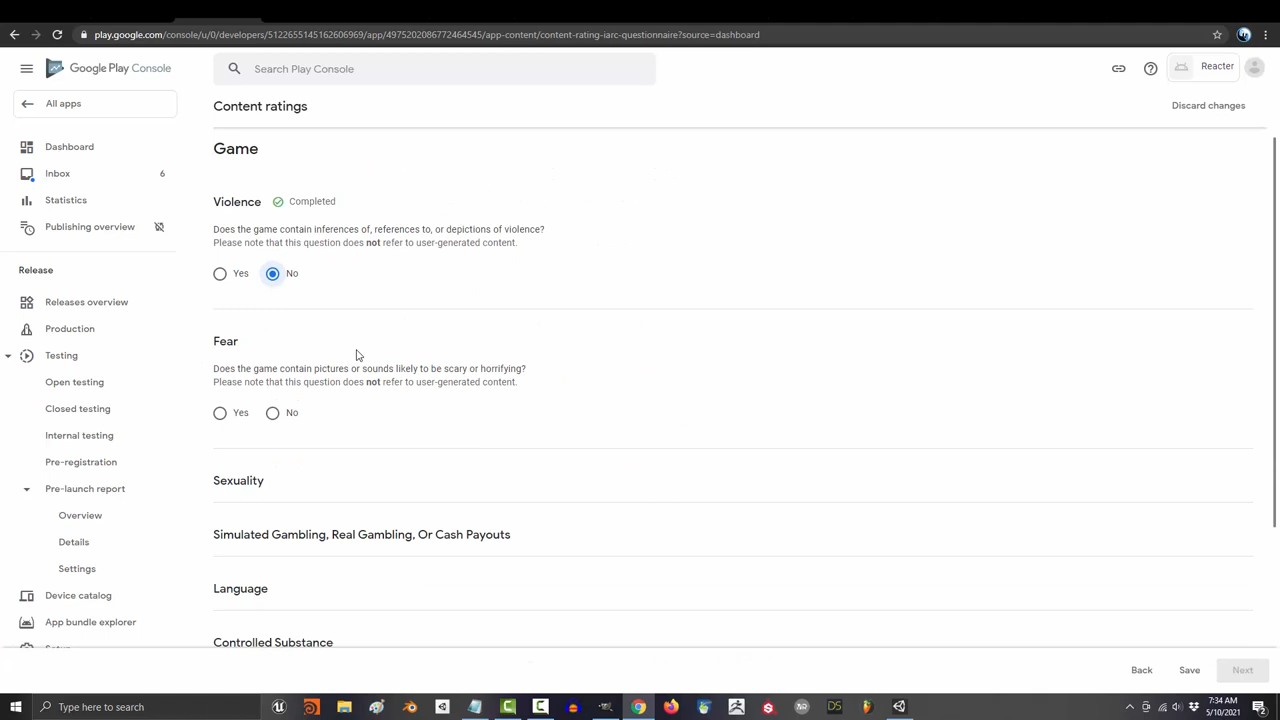 play.google.com/console/u/0/developers/5122655145162606969/app/4975202086772464545/app-content/content-rating-iarc-questionnaire?source=dashboard
Google Play Console
Search Play Console
Reacter
All apps
Content ratings
Discard changes
Dashboard
Inbox 6
Statistics
Publishing overview
Release
Releases overview
Production
Testing
Open testing
Closed testing
Internal testing
Pre-registration
Pre-launch report
Overview
Details
Settings
Device catalog
App bundle explorer
Game
Violence Completed
Does the game contain inferences of, references to, or depictions of violence?
Please note that this question does not refer to user-generated content.
Yes No
Fear
Does the game contain pictures or sounds likely to be scary or horrifying?
Please note that this question does not refer to user-generated content.
Yes No
Sexuality
Simulated Gambling, Real Gambling, Or Cash Payouts
Language
Controlled Substance
Back Save Next
Type here to search
DS
7:34 AM
5/10/2021
2